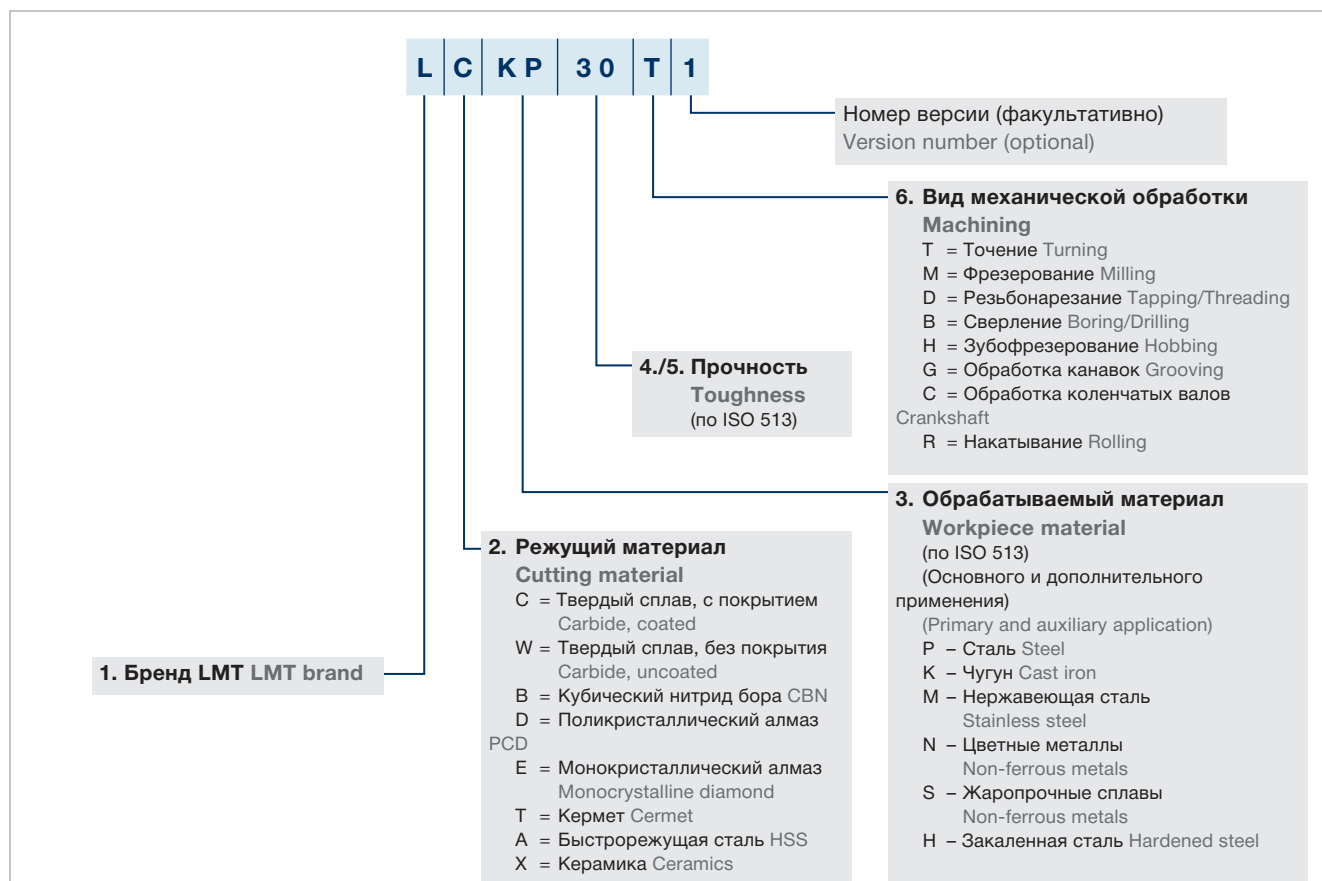 L C K P 3 0 T 1
Номер версии (факультативно)
Version number (optional)
6. Вид механической обработки
Machining
T = Точение Turning
M = Фрезерование Milling
D = Резьбонарезание Tapping/Threading
B = Сверление Boring/Drilling
H = Зубофрезерование Hobbing
G = Обработка канавок Grooving
C = Обработка коленчатых валов
Crankshaft
R = Накатывание Rolling
4./5. Прочность
Toughness
(по ISO 513)
3. Обрабатываемый материал
Workpiece material
(по ISO 513)
(Основного и дополнительного
применения)
(Primary and auxiliary application)
P – Сталь Steel
K – Чугун Cast iron
M – Нержавеющая сталь
Stainless steel
N – Цветные металлы
Non-ferrous metals
S – Жаропрочные сплавы
Non-ferrous metals
H – Закаленная сталь Hardened steel
2. Режущий материал
Cutting material
C = Твердый сплав, с покрытием
Carbide, coated
W = Твердый сплав, без покрытия
Carbide, uncoated
B = Кубический нитрид бора CBN
D = Поликристаллический алмаз
PCD
E = Монокристаллический алмаз
Monocrystalline diamond
T = Кермет Cermet
A = Быстрорежущая сталь HSS
X = Керамика Ceramics
1. Бренд LMT LMT brand